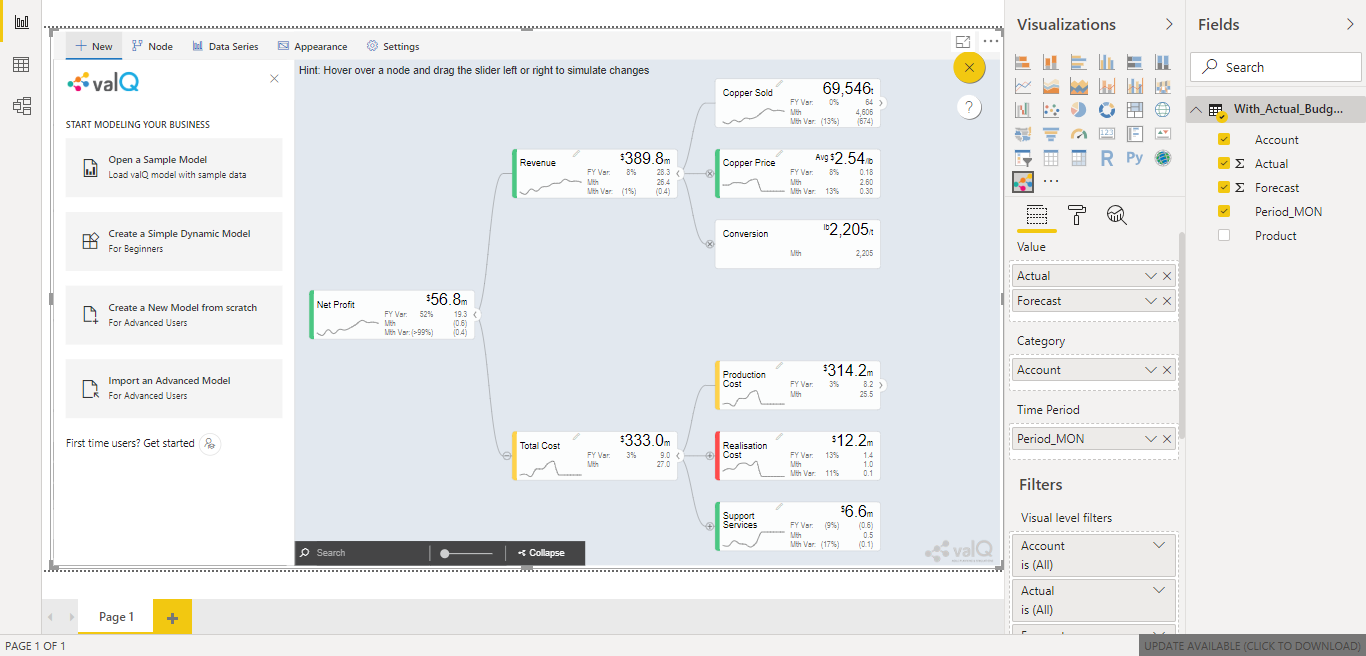 New
Node
Data Series
Appearance
Settings
valQ
START MODELING YOUR BUSINESS
Open a Sample Model
Load valQ model with sample data
Create a Simple Dynamic Model
For Beginners
Create a New Model from scratch
For Advanced Users
Import an Advanced Model
For Advanced Users
First time users? Get started
Hint: Hover over a node and drag the slider left or right to simulate changes
?
Net Profit
$56.8m
FY Var: 52% 19.3
Mth (0.6)
Mth Var: (>99%) (0.4)
Revenue
$389.8m
FY Var: 8% 28.3
Mth 26.4
Mth Var: (1%) (0.4)
Total Cost
$333.0m
FY Var: 3% 9.0
Mth 27.0
Copper Sold
69,546t
FY Var: 0% 64
Mth 4,606
Mth Var: (13%) (674)
Copper Price
Avg $2.54/lb
FY Var: 8% 0.18
Mth 2.60
Mth Var: 13% 0.30
Conversion
lb2,205/t
Mth 2,205
Production
Cost
$314.2m
FY Var: 3% 8.2
Mth 25.5
Realisation
Cost
$12.2m
FY Var: 13% 1.4
Mth 1.0
Mth Var: 11% 0.1
Support
Services
$6.6m
FY Var: (9%) (0.6)
Mth 0.5
Mth Var: (17%) (0.1)
Search
Collapse
valQ
Page 1
PAGE 1 OF 1
Visualizations
123
R
Py
Value
Actual
Forecast
Category
Account
Time Period
Period_MON
Filters
Visual level filters
Account
is (All)
Actual
is (All)
Fields
Search
With_Actual_Budg...
Account
Σ Actual
Σ Forecast
Period_MON
Product
UPDATE AVAILABLE (CLICK TO DOWNLOAD)